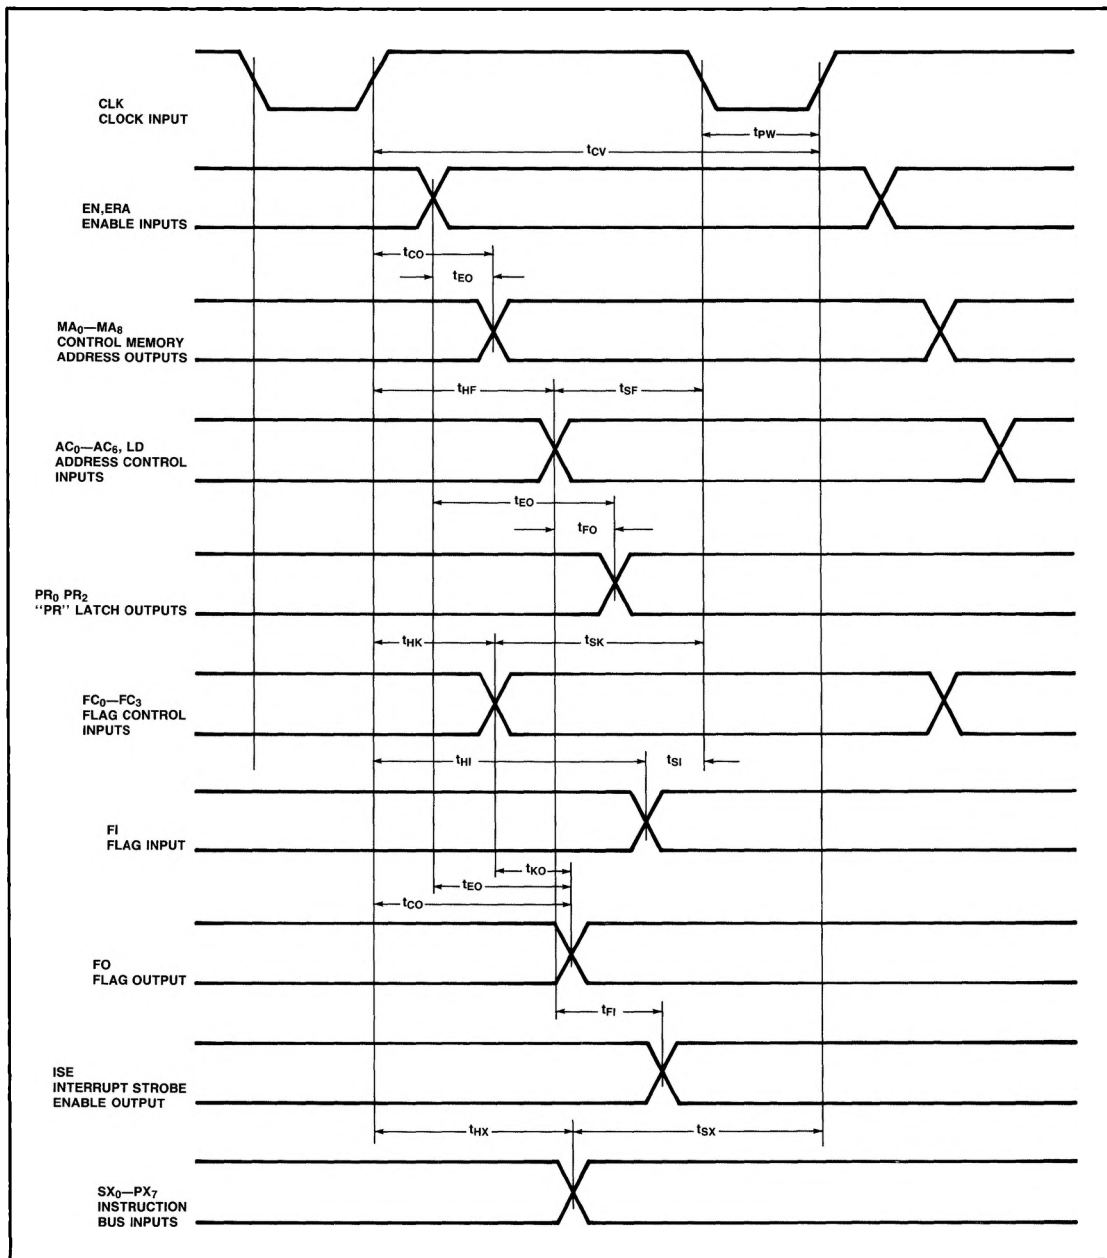 CLK
CLOCK INPUT
tPW
tCV
EN,ERA
ENABLE INPUTS
tCO
tEO
MA0—MA8
CONTROL MEMORY
ADDRESS OUTPUTS
tHF
tSF
AC0—AC6, LD
ADDRESS CONTROL
INPUTS
tEO
tFO
PR0 PR2
"PR" LATCH OUTPUTS
tHK
tSK
FC0—FC3
FLAG CONTROL
INPUTS
tHI
tSI
FI
FLAG INPUT
tKO
tEO
tCO
FO
FLAG OUTPUT
tFI
ISE
INTERRUPT STROBE
ENABLE OUTPUT
tHX
tSX
SX0—PX7
INSTRUCTION
BUS INPUTS